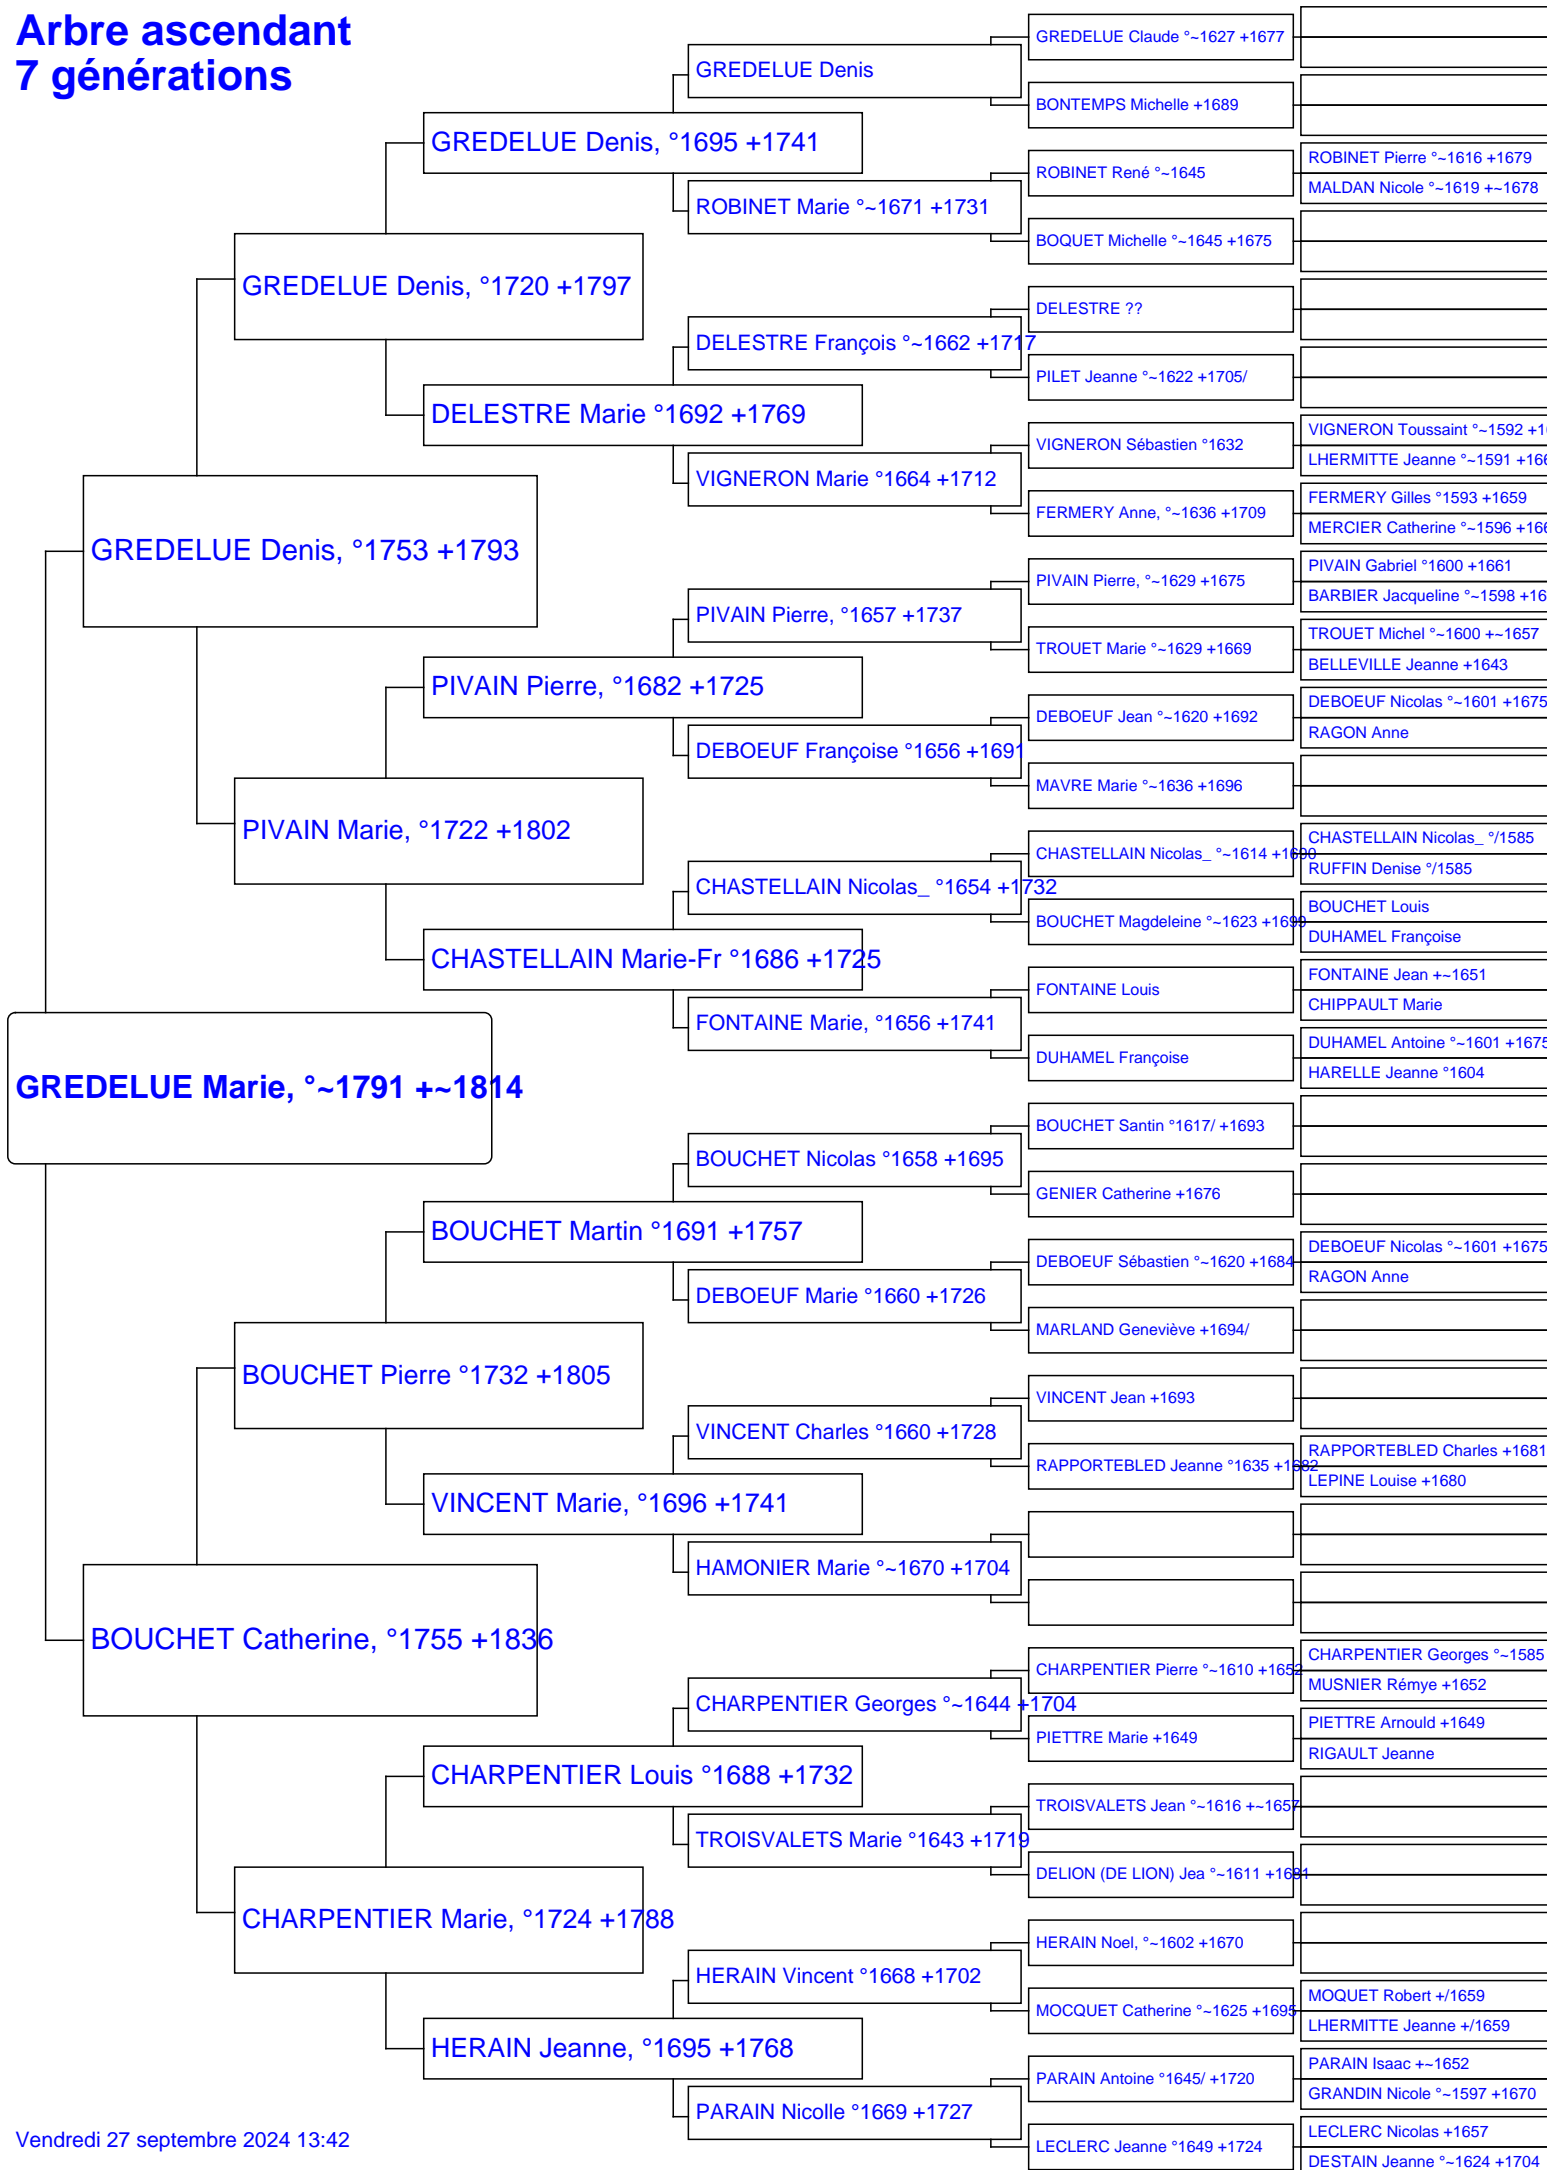 Arbre ascendant
7 générations
GREDELUE Marie, °~1791 +~1814
GREDELUE Denis, °1753 +1793
BOUCHET Catherine, °1755 +1836
GREDELUE Denis, °1720 +1797
PIVAIN Marie, °1722 +1802
BOUCHET Pierre °1732 +1805
CHARPENTIER Marie, °1724 +1788
GREDELUE Denis, °1695 +1741
DELESTRE Marie °1692 +1769
PIVAIN Pierre, °1682 +1725
CHASTELLAIN Marie-Fr °1686 +1725
BOUCHET Martin °1691 +1757
VINCENT Marie, °1696 +1741
CHARPENTIER Louis °1688 +1732
HERAIN Jeanne, °1695 +1768
GREDELUE Denis
ROBINET Marie °~1671 +1731
DELESTRE François °~1662 +1717
VIGNERON Marie °1664 +1712
PIVAIN Pierre, °1657 +1737
DEBOEUF Françoise °1656 +1691
CHASTELLAIN Nicolas_ °1654 +1732
FONTAINE Marie, °1656 +1741
BOUCHET Nicolas °1658 +1695
DEBOEUF Marie °1660 +1726
VINCENT Charles °1660 +1728
HAMONIER Marie °~1670 +1704
CHARPENTIER Georges °~1644 +1704
TROISVALETS Marie °1643 +1719
HERAIN Vincent °1668 +1702
PARAIN Nicolle °1669 +1727
GREDELUE Claude °~1627 +1677
BONTEMPS Michelle +1689
ROBINET René °~1645
BOQUET Michelle °~1645 +1675
DELESTRE ??
PILET Jeanne °~1622 +1705/
VIGNERON Sébastien °1632
FERMERY Anne, °~1636 +1709
PIVAIN Pierre, °~1629 +1675
TROUET Marie °~1629 +1669
DEBOEUF Jean °~1620 +1692
MAVRE Marie °~1636 +1696
CHASTELLAIN Nicolas_ °~1614 +1690
BOUCHET Magdeleine °~1623 +1699
FONTAINE Louis
DUHAMEL Françoise
BOUCHET Santin °1617/ +1693
GENIER Catherine +1676
DEBOEUF Sébastien °~1620 +1684
MARLAND Geneviève +1694/
VINCENT Jean +1693
RAPPORTEBLED Jeanne °1635 +1682
CHARPENTIER Pierre °~1610 +1652
PIETTRE Marie +1649
TROISVALETS Jean °~1616 +~1657
DELION (DE LION) Jea °~1611 +1681
HERAIN Noel, °~1602 +1670
MOCQUET Catherine °~1625 +1695
PARAIN Antoine °1645/ +1720
LECLERC Jeanne °1649 +1724
ROBINET Pierre °~1616 +1679
MALDAN Nicole °~1619 +~1678
VIGNERON Toussaint °~1592
LHERMITTE Jeanne °~1591
FERMERY Gilles °1593 +1659
MERCIER Catherine °~1596
PIVAIN Gabriel °1600 +1661
BARBIER Jacqueline °~1598
TROUET Michel °~1600 +~1657
BELLEVILLE Jeanne +1643
DEBOEUF Nicolas °~1601 +1675
RAGON Anne
CHASTELLAIN Nicolas_ °/1585
RUFFIN Denise °/1585
BOUCHET Louis
DUHAMEL Françoise
FONTAINE Jean +~1651
CHIPPAULT Marie
DUHAMEL Antoine °~1601 +1675
HARELLE Jeanne °1604
DEBOEUF Nicolas °~1601 +1675
RAGON Anne
RAPPORTEBLED Charles +1681
LEPINE Louise +1680
CHARPENTIER Georges °~1585
MUSNIER Rémye +1652
PIETTRE Arnould +1649
RIGAULT Jeanne
MOQUET Robert +/1659
LHERMITTE Jeanne +/1659
PARAIN Isaac +~1652
GRANDIN Nicole °~1597 +1670
LECLERC Nicolas +1657
DESTAIN Jeanne °~1624 +1704
Vendredi 27 septembre 2024 13:42